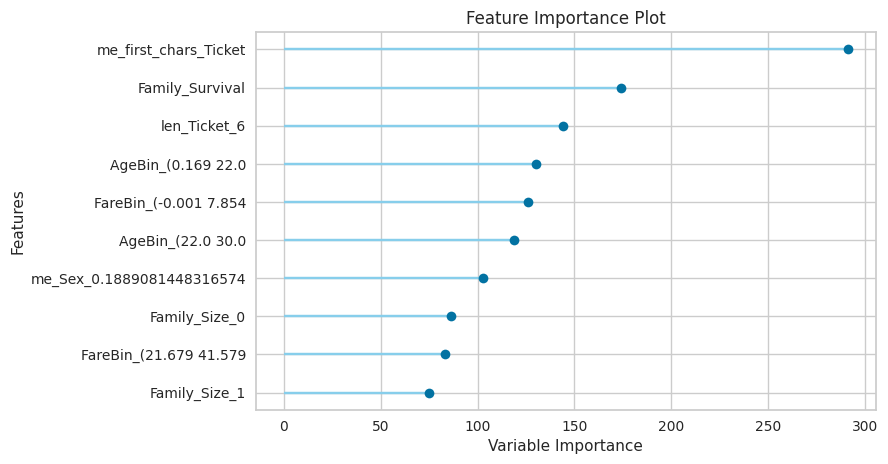 Feature Importance Plot
Features
me_first_chars_Ticket
Family_Survival
len_Ticket_6
AgeBin_(0.169 22.0
FareBin_(-0.001 7.854
AgeBin_(22.0 30.0
me_Sex_0.1889081448316574
Family_Size_0
FareBin_(21.679 41.579
Family_Size_1
0 50 100 150 200 250 300
Variable Importance